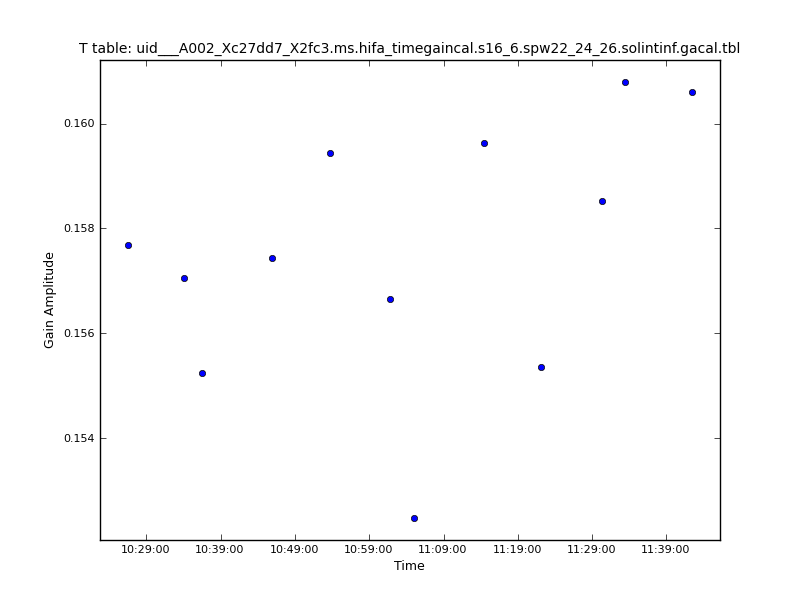 T table: uid___A002_Xc27dd7_X2fc3.ms.hifa_timegaincal.s16_6.spw22_24_26.solintinf.gacal.tbl
0.160
0.158
0.156
0.154
Gain Amplitude
10:29:00 10:39:00 10:49:00 10:59:00 11:09:00 11:19:00 11:29:00 11:39:00
Time